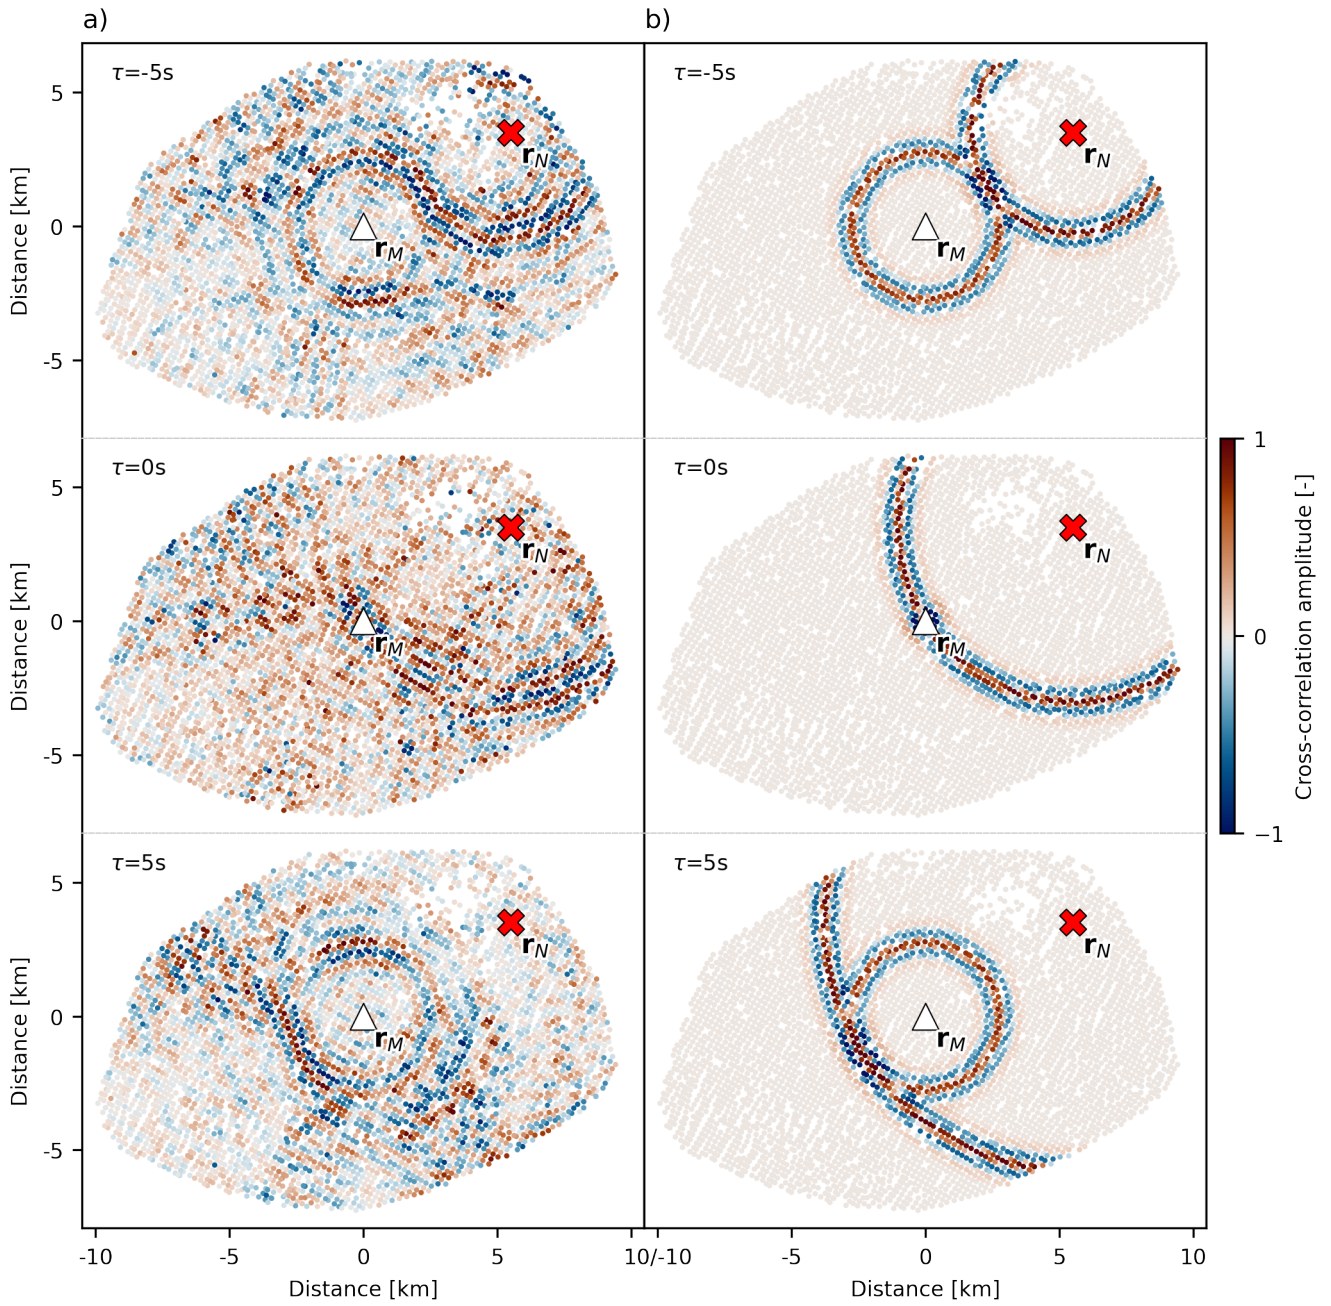 a)
b)
τ=-5s
τ=-5s
5
0
-5
Distance [km]
r_N
r_M
r_N
r_M
τ=0s
τ=0s
5
0
-5
Distance [km]
r_N
r_M
r_N
r_M
1
0
−1
Cross-correlation amplitude [-]
τ=5s
τ=5s
5
0
-5
Distance [km]
r_N
r_M
r_N
r_M
-10 -5 0 5 10/-10 -5 0 5 10
Distance [km]
Distance [km]